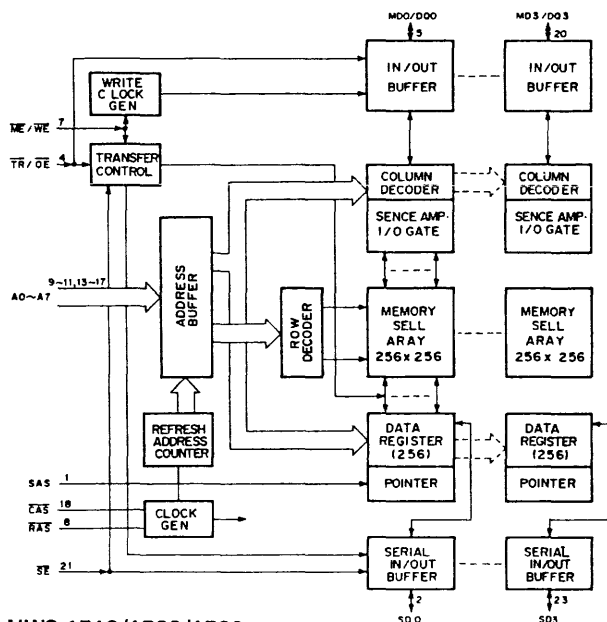 MD0/DQ0
MD3/DQ3
5
20
IN/OUT
BUFFER
IN/OUT
BUFFER
WRITE
CLOCK
GEN
ME/WE 7
TR/OE 4
TRANSFER
CONTROL
COLUMN
DECODER
SENCE AMP·
I/O GATE
COLUMN
DECODER
SENCE AMP·
I/O GATE
9~11,13~17
A0~A7
ADDRESS
BUFFER
ROW
DECODER
MEMORY
SELL
ARAY
256x256
MEMORY
SELL
ARAY
256x256
REFRESH
ADDRESS
COUNTER
DATA
REGISTER
(256)
POINTER
DATA
REGISTER
(256)
POINTER
SAS 1
CAS 18
RAS 8
CLOCK
GEN
SE 21
SERIAL
IN/OUT
BUFFER
SERIAL
IN/OUT
BUFFER
2
23
SD0
SD3